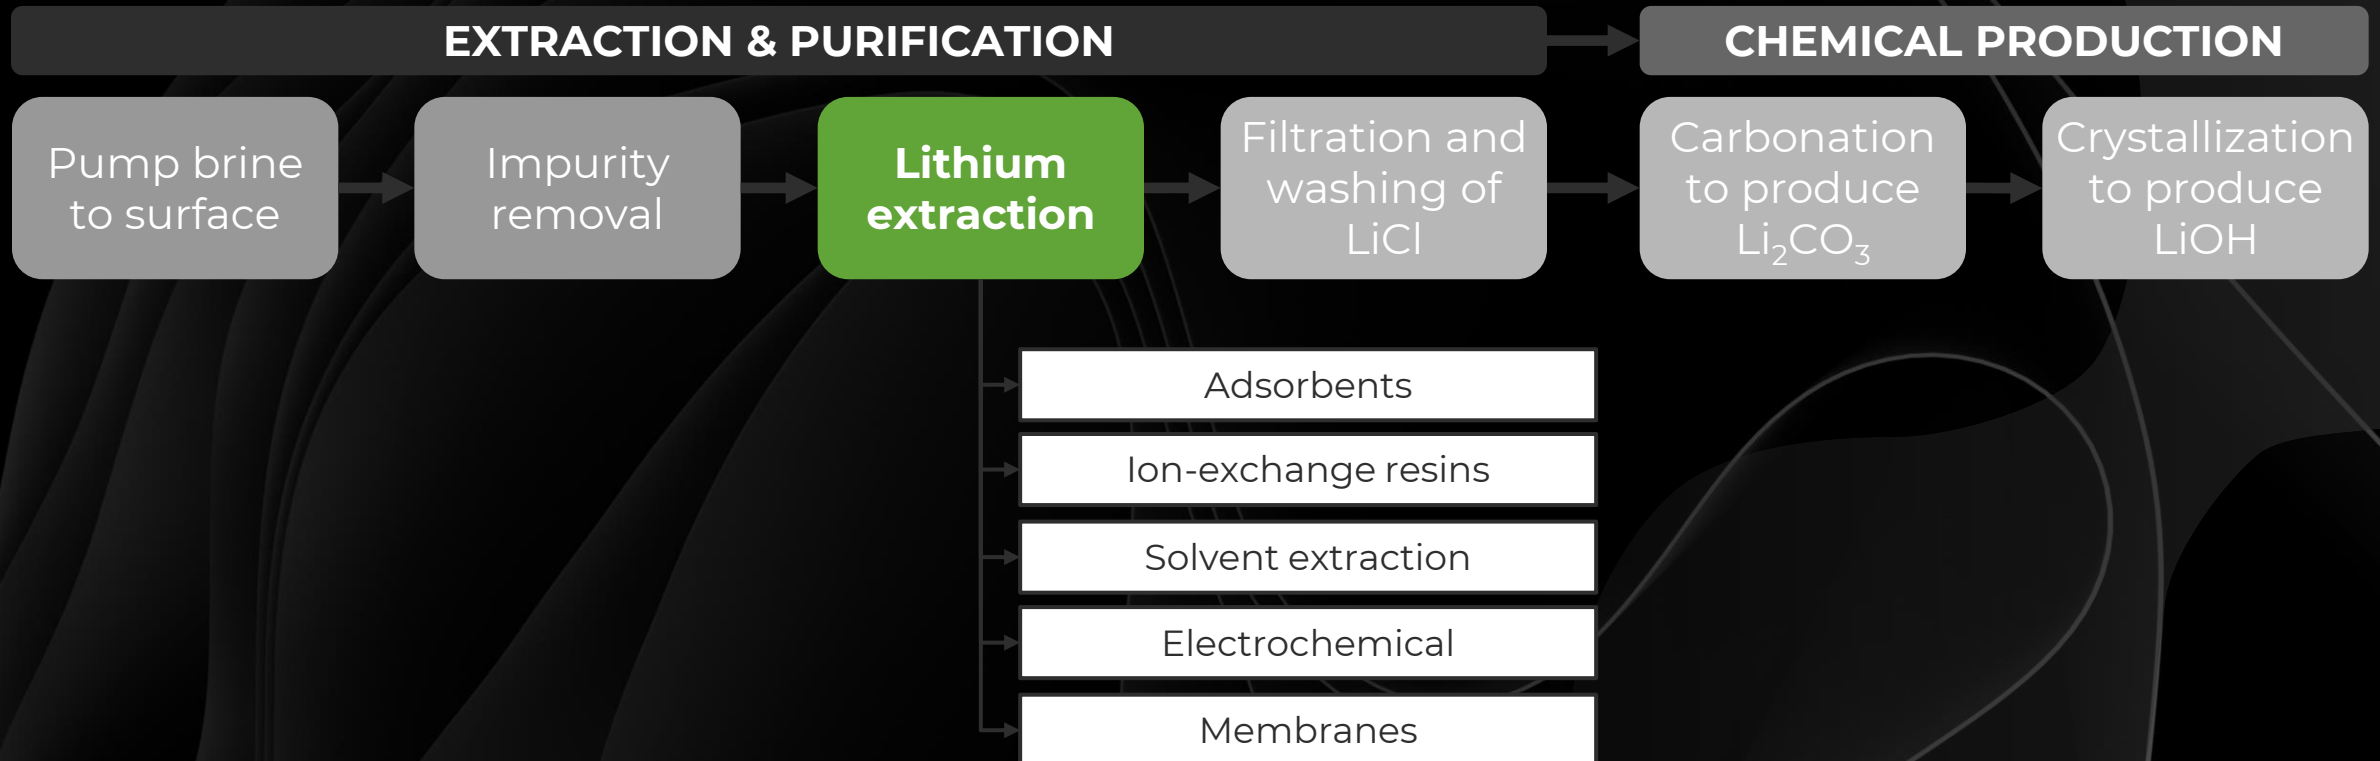 EXTRACTION & PURIFICATION
CHEMICAL PRODUCTION
Pump brine
to surface
Impurity
removal
Lithium
extraction
Filtration and
washing of
LiCl
Carbonation
to produce
Li₂CO₃
Crystallization
to produce
LiOH
Adsorbents
Ion-exchange resins
Solvent extraction
Electrochemical
Membranes